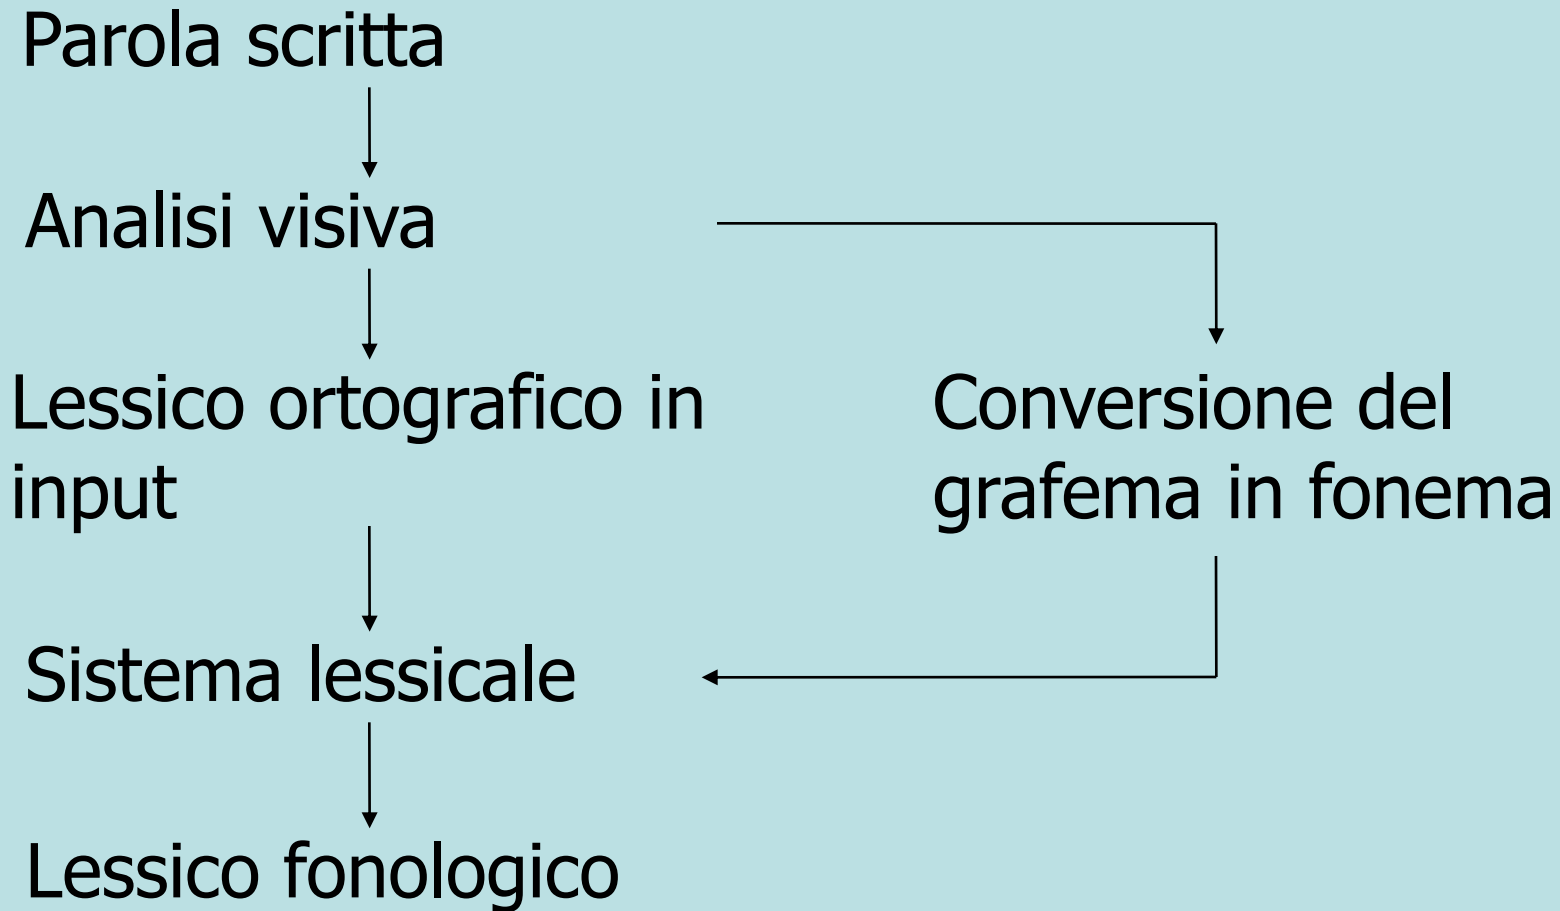 Parola scritta
Analisi visiva
Lessico ortografico in
input
Conversione del
grafema in fonema
Sistema lessicale
Lessico fonologico